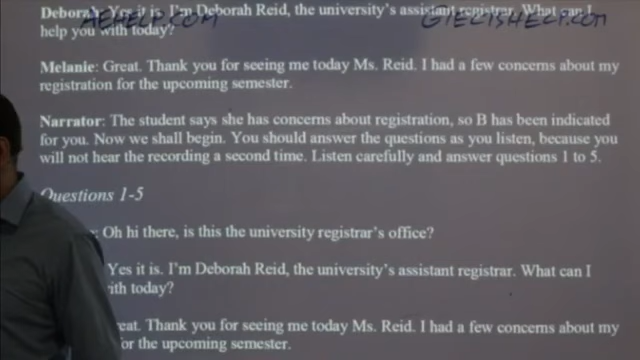 AEHELP.COM GIELTSHELP.COM
Deborah: Yes it is. I'm Deborah Reid, the university's assistant registrar. What can I
help you with today?
Melanie: Great. Thank you for seeing me today Ms. Reid. I had a few concerns about my
registration for the upcoming semester.
Narrator: The student says she has concerns about registration, so B has been indicated
for you. Now we shall begin. You should answer the questions as you listen, because you
will not hear the recording a second time. Listen carefully and answer questions 1 to 5.
Questions 1-5
: Oh hi there, is this the university registrar's office?
Yes it is. I'm Deborah Reid, the university's assistant registrar. What can I
with today?
Thank you for seeing me today Ms. Reid. I had a few concerns about my
for the upcoming semester.